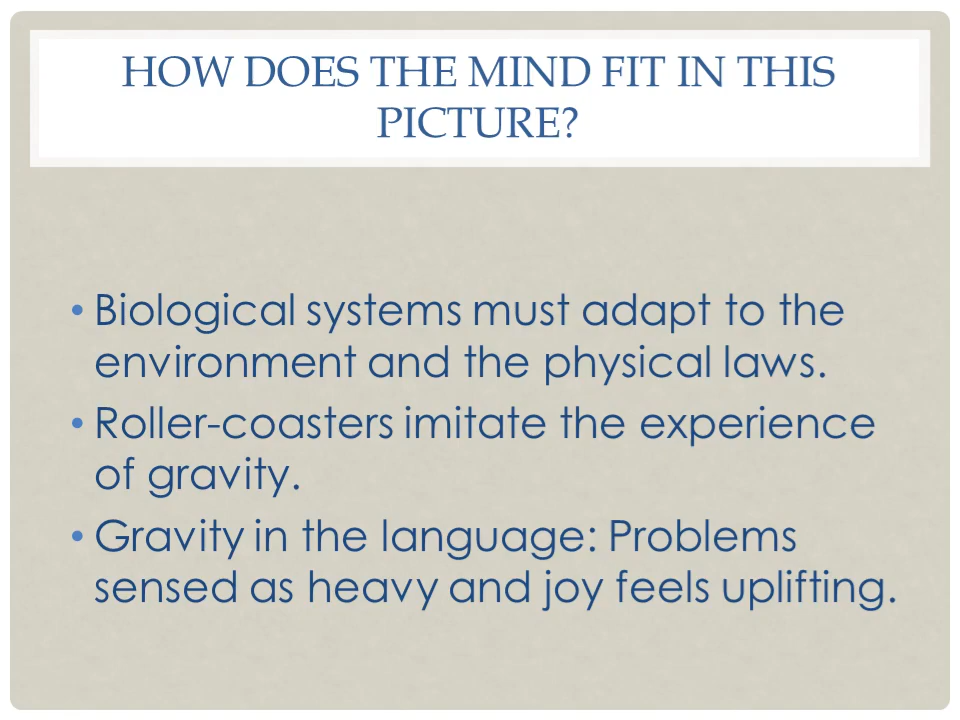 HOW DOES THE MIND FIT IN THIS
PICTURE?
• Biological systems must adapt to the
environment and the physical laws.
• Roller-coasters imitate the experience
of gravity.
• Gravity in the language: Problems
sensed as heavy and joy feels uplifting.